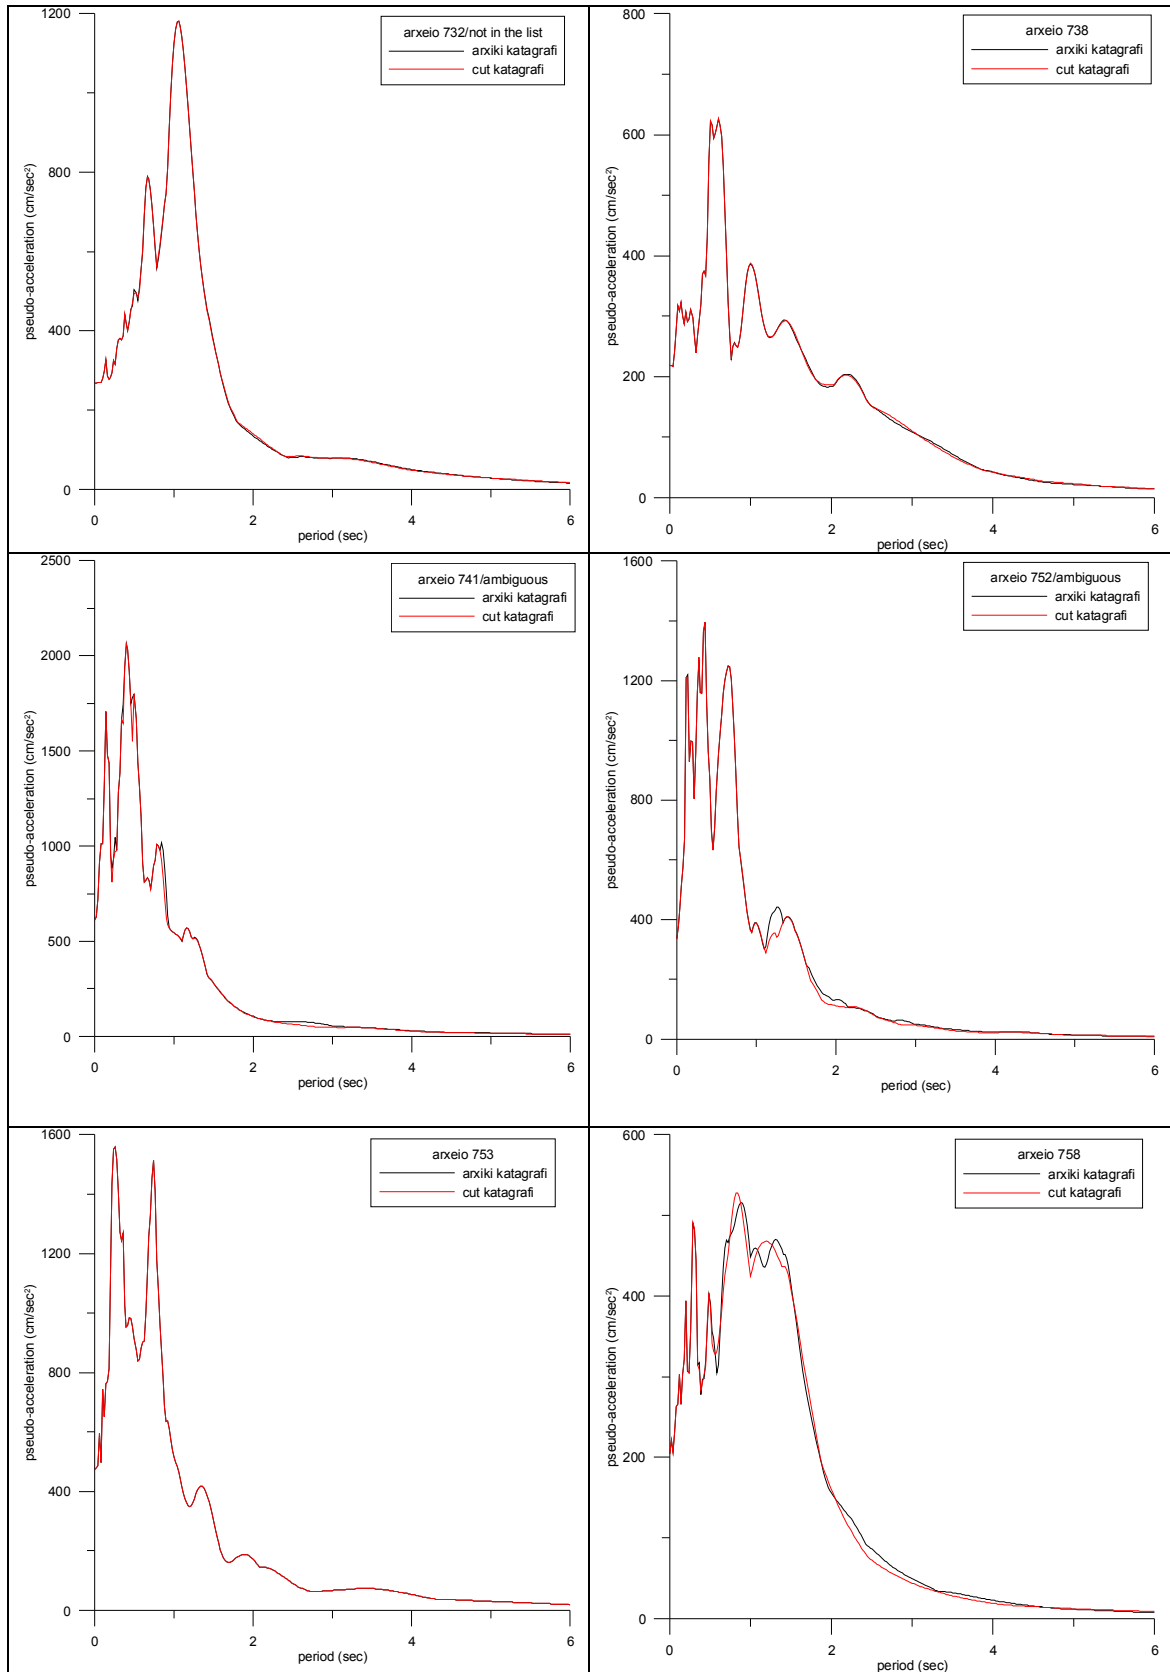 arxeio 732/not in the list
arxiki katagrafi
cut katagrafi
pseudo-acceleration (cm/sec²)
1200
800
400
0
0 2 4 6
period (sec)
arxeio 738
arxiki katagrafi
cut katagrafi
pseudo-acceleration (cm/sec²)
800
600
400
200
0
0 2 4 6
period (sec)
arxeio 741/ambiguous
arxiki katagrafi
cut katagrafi
pseudo-acceleration (cm/sec²)
2500
2000
1500
1000
500
0
0 2 4 6
period (sec)
arxeio 752/ambiguous
arxiki katagrafi
cut katagrafi
pseudo-acceleration (cm/sec²)
1600
1200
800
400
0
0 2 4 6
period (sec)
arxeio 753
arxiki katagrafi
cut katagrafi
pseudo-acceleration (cm/sec²)
1600
1200
800
400
0
0 2 4 6
period (sec)
arxeio 758
arxiki katagrafi
cut katagrafi
pseudo-acceleration (cm/sec²)
600
400
200
0
0 2 4 6
period (sec)